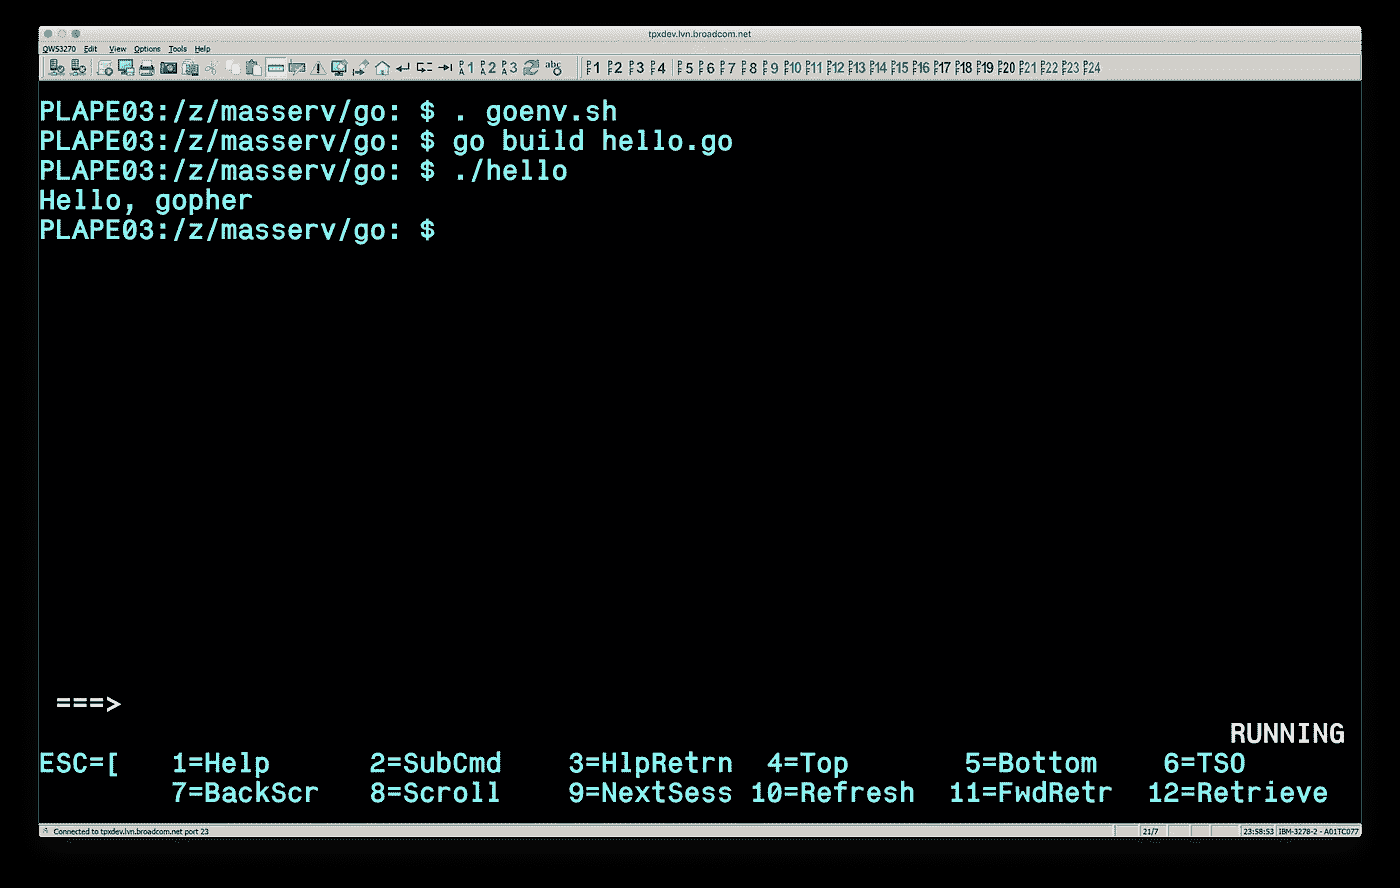 tpxdev.lvn.broadcom.net
QWS3270 Edit View Options Tools Help
PA1 PA2 PA3 abc PF1 PF2 PF3 PF4 PF5 PF6 PF7 PF8 PF9 PF10 PF11 PF12 PF13 PF14 PF15 PF16 PF17 PF18 PF19 PF20 PF21 PF22 PF23 PF24
PLAPE03:/z/masserv/go: $ . goenv.sh
PLAPE03:/z/masserv/go: $ go build hello.go
PLAPE03:/z/masserv/go: $ ./hello
Hello, gopher
PLAPE03:/z/masserv/go: $
===>
RUNNING
ESC=[ 1=Help 2=SubCmd 3=HlpRetrn 4=Top 5=Bottom 6=TSO
7=BackScr 8=Scroll 9=NextSess 10=Refresh 11=FwdRetr 12=Retrieve
Connected to tpxdev.lvn.broadcom.net port 23 21/7 23:58:53 IBM-3278-2 - A01TC077